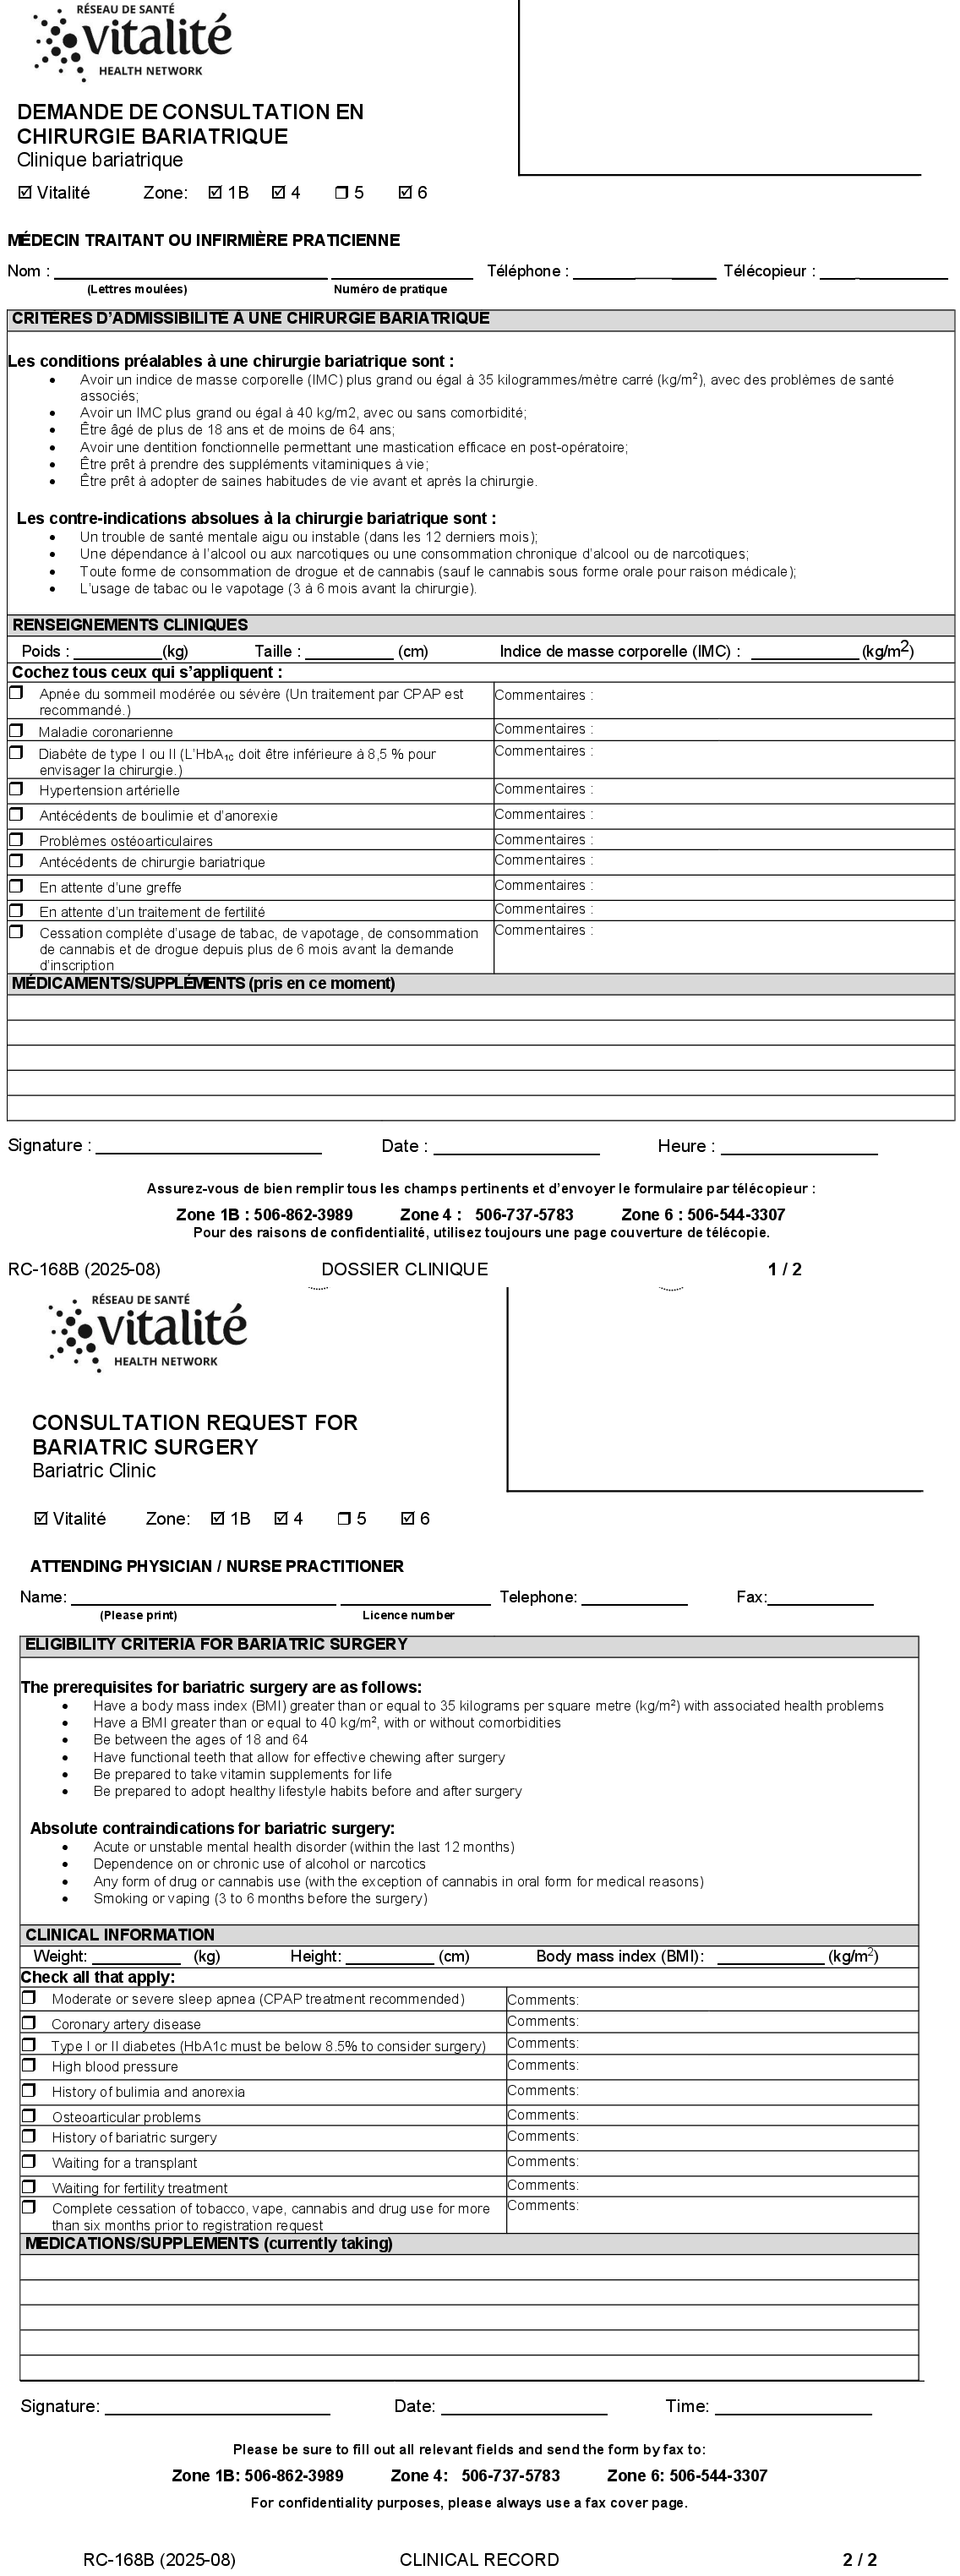 RÉSEAU DE SANTÉ
vitalité
HEALTH NETWORK
DEMANDE DE CONSULTATION EN
CHIRURGIE BARIATRIQUE
Clinique bariatrique
☑ Vitalité Zone: ☑ 1B ☑ 4 ❒ 5 ☑ 6
MÉDECIN TRAITANT OU INFIRMIÈRE PRATICIENNE
Nom : ____________________ __________ Téléphone : __________ Télécopieur : __________
(Lettres moulées) Numéro de pratique
CRITÈRES D'ADMISSIBILITÉ À UNE CHIRURGIE BARIATRIQUE
Les conditions préalables à une chirurgie bariatrique sont :
• Avoir un indice de masse corporelle (IMC) plus grand ou égal à 35 kilogrammes/mètre carré (kg/m²), avec des problèmes de santé
associés;
• Avoir un IMC plus grand ou égal à 40 kg/m2, avec ou sans comorbidité;
• Être âgé de plus de 18 ans et de moins de 64 ans;
• Avoir une dentition fonctionnelle permettant une mastication efficace en post-opératoire;
• Être prêt à prendre des suppléments vitaminiques à vie;
• Être prêt à adopter de saines habitudes de vie avant et après la chirurgie.
Les contre-indications absolues à la chirurgie bariatrique sont :
• Un trouble de santé mentale aigu ou instable (dans les 12 derniers mois);
• Une dépendance à l'alcool ou aux narcotiques ou une consommation chronique d'alcool ou de narcotiques;
• Toute forme de consommation de drogue et de cannabis (sauf le cannabis sous forme orale pour raison médicale);
• L'usage de tabac ou le vapotage (3 à 6 mois avant la chirurgie).
RENSEIGNEMENTS CLINIQUES
Poids : __________(kg) Taille : __________ (cm) Indice de masse corporelle (IMC) : ____________(kg/m2)
Cochez tous ceux qui s'appliquent :
❒ Apnée du sommeil modérée ou sévère (Un traitement par CPAP est Commentaires :
recommandé.)
❒ Maladie coronarienne Commentaires :
❒ Diabète de type I ou II (L'HbA₁c doit être inférieure à 8,5 % pour Commentaires :
envisager la chirurgie.)
❒ Hypertension artérielle Commentaires :
❒ Antécédents de boulimie et d'anorexie Commentaires :
❒ Problèmes ostéoarticulaires Commentaires :
❒ Antécédents de chirurgie bariatrique Commentaires :
❒ En attente d'une greffe Commentaires :
❒ En attente d'un traitement de fertilité Commentaires :
❒ Cessation complète d'usage de tabac, de vapotage, de consommation Commentaires :
de cannabis et de drogue depuis plus de 6 mois avant la demande
d'inscription
MÉDICAMENTS/SUPPLÉMENTS (pris en ce moment)
Signature : ____________________ Date : _______________ Heure : _______________
Assurez-vous de bien remplir tous les champs pertinents et d'envoyer le formulaire par télécopieur :
Zone 1B : 506-862-3989 Zone 4 : 506-737-5783 Zone 6 : 506-544-3307
Pour des raisons de confidentialité, utilisez toujours une page couverture de télécopie.
RC-168B (2025-08) DOSSIER CLINIQUE 1 / 2
RÉSEAU DE SANTÉ
vitalité
HEALTH NETWORK
CONSULTATION REQUEST FOR
BARIATRIC SURGERY
Bariatric Clinic
☑ Vitalité Zone: ☑ 1B ☑ 4 ❒ 5 ☑ 6
ATTENDING PHYSICIAN / NURSE PRACTITIONER
Name: ____________________ __________ Telephone: __________ Fax:__________
(Please print) Licence number
ELIGIBILITY CRITERIA FOR BARIATRIC SURGERY
The prerequisites for bariatric surgery are as follows:
• Have a body mass index (BMI) greater than or equal to 35 kilograms per square metre (kg/m²) with associated health problems
• Have a BMI greater than or equal to 40 kg/m², with or without comorbidities
• Be between the ages of 18 and 64
• Have functional teeth that allow for effective chewing after surgery
• Be prepared to take vitamin supplements for life
• Be prepared to adopt healthy lifestyle habits before and after surgery
Absolute contraindications for bariatric surgery:
• Acute or unstable mental health disorder (within the last 12 months)
• Dependence on or chronic use of alcohol or narcotics
• Any form of drug or cannabis use (with the exception of cannabis in oral form for medical reasons)
• Smoking or vaping (3 to 6 months before the surgery)
CLINICAL INFORMATION
Weight: __________ (kg) Height: __________ (cm) Body mass index (BMI): ____________ (kg/m2)
Check all that apply:
❒ Moderate or severe sleep apnea (CPAP treatment recommended) Comments:
❒ Coronary artery disease Comments:
❒ Type I or II diabetes (HbA1c must be below 8.5% to consider surgery) Comments:
❒ High blood pressure Comments:
❒ History of bulimia and anorexia Comments:
❒ Osteoarticular problems Comments:
❒ History of bariatric surgery Comments:
❒ Waiting for a transplant Comments:
❒ Waiting for fertility treatment Comments:
❒ Complete cessation of tobacco, vape, cannabis and drug use for more Comments:
than six months prior to registration request
MEDICATIONS/SUPPLEMENTS (currently taking)
Signature: ____________________ Date: _______________ Time: _______________
Please be sure to fill out all relevant fields and send the form by fax to:
Zone 1B: 506-862-3989 Zone 4: 506-737-5783 Zone 6: 506-544-3307
For confidentiality purposes, please always use a fax cover page.
RC-168B (2025-08) CLINICAL RECORD 2 / 2